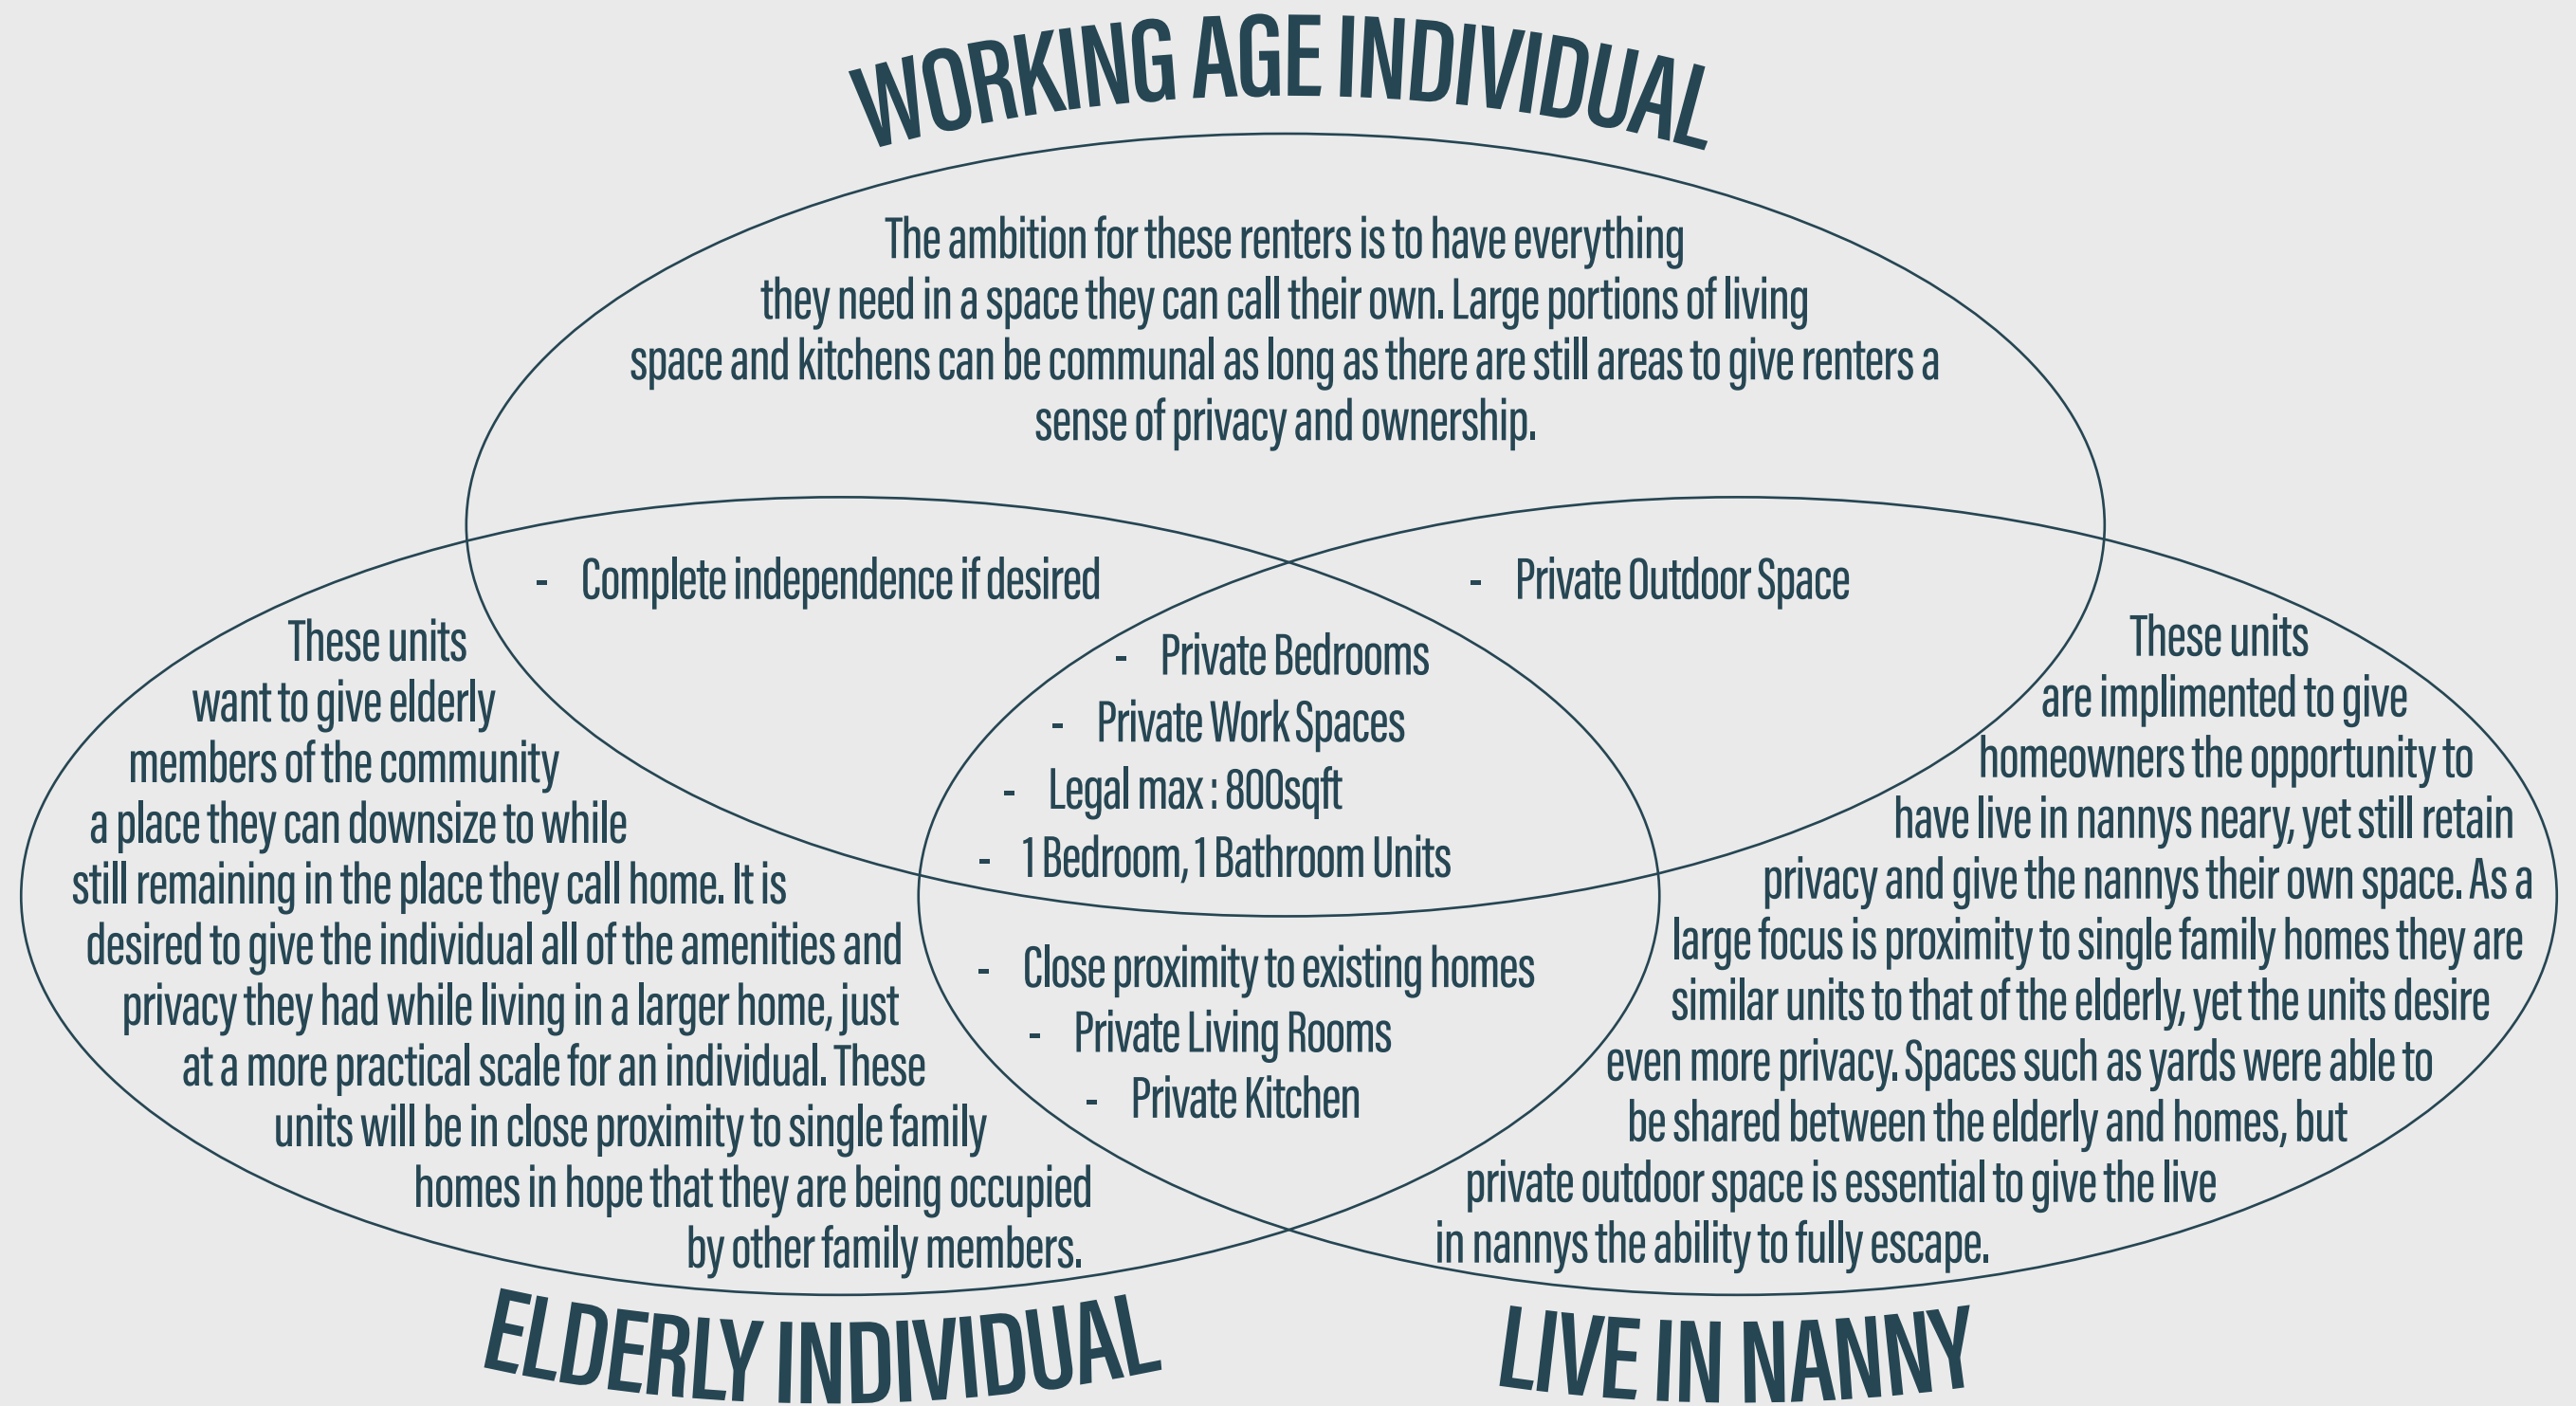 WORKING AGE INDIVIDUAL
The ambition for these renters is to have everything
they need in a space they can call their own. Large portions of living
space and kitchens can be communal as long as there are still areas to give renters a
sense of privacy and ownership.
- Complete independence if desired
- Private Outdoor Space
- Private Bedrooms
- Private Work Spaces
- Legal max : 800sqft
- 1 Bedroom, 1 Bathroom Units
- Close proximity to existing homes
- Private Living Rooms
- Private Kitchen
These units
want to give elderly
members of the community
a place they can downsize to while
still remaining in the place they call home. It is
desired to give the individual all of the amenities and
privacy they had while living in a larger home, just
at a more practical scale for an individual. These
units will be in close proximity to single family
homes in hope that they are being occupied
by other family members.
ELDERLY INDIVIDUAL
These units
are implimented to give
homeowners the opportunity to
have live in nannys neary, yet still retain
privacy and give the nannys their own space. As a
large focus is proximity to single family homes they are
similar units to that of the elderly, yet the units desire
even more privacy. Spaces such as yards were able to
be shared between the elderly and homes, but
private outdoor space is essential to give the live
in nannys the ability to fully escape.
LIVE IN NANNY